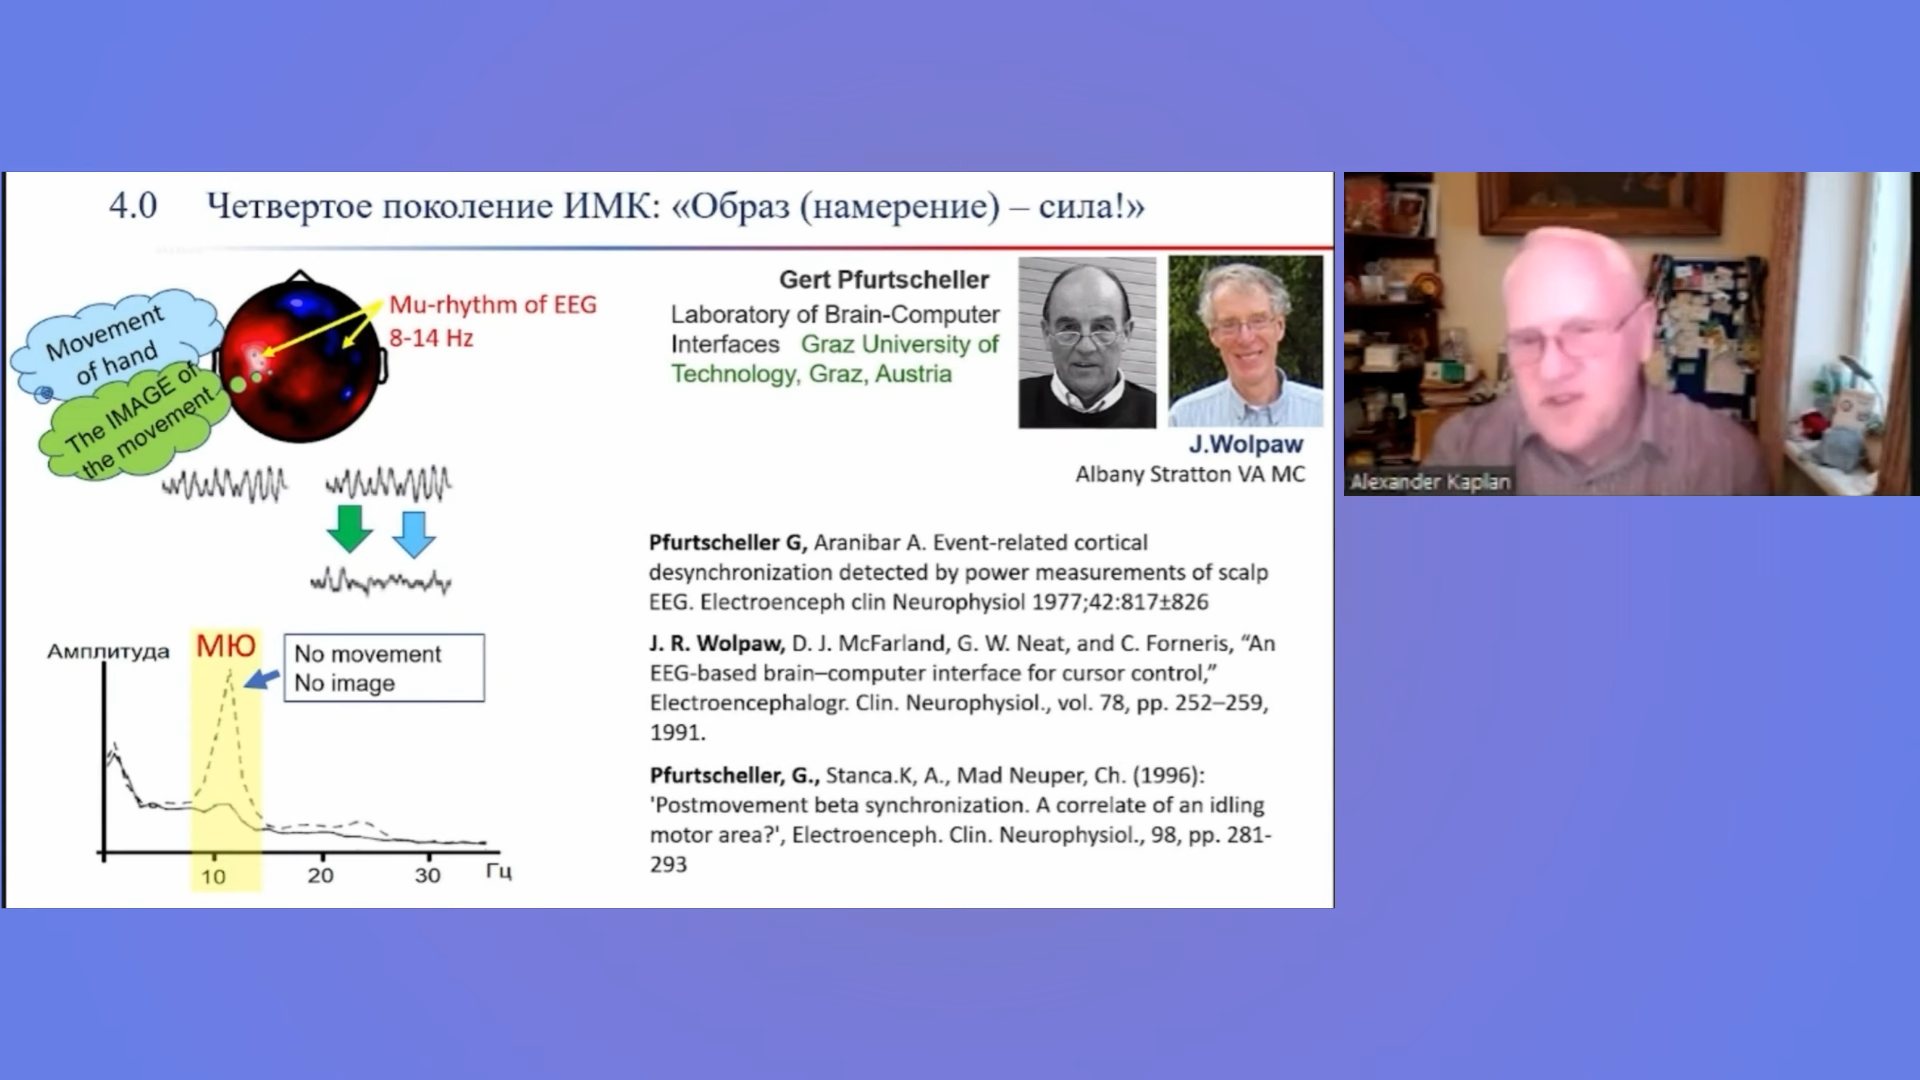 4.0 Четвертое поколение ИМК: «Образ (намерение) – сила!»
Movement
of hand
The IMAGE of
the movement
Mu-rhythm of EEG
8-14 Hz
Gert Pfurtscheller
Laboratory of Brain-Computer
Interfaces Graz University of
Technology, Graz, Austria
J.Wolpaw
Albany Stratton VA MC
Alexander Kaplan
Pfurtscheller G, Aranibar A. Event-related cortical
desynchronization detected by power measurements of scalp
EEG. Electroenceph clin Neurophysiol 1977;42:817±826
J. R. Wolpaw, D. J. McFarland, G. W. Neat, and C. Forneris, “An
EEG-based brain–computer interface for cursor control,”
Electroencephalogr. Clin. Neurophysiol., vol. 78, pp. 252–259,
1991.
Pfurtscheller, G., Stanca.K, A., Mad Neuper, Ch. (1996):
'Postmovement beta synchronization. A correlate of an idling
motor area?', Electroenceph. Clin. Neurophysiol., 98, pp. 281-
293
Амплитуда
МЮ
No movement
No image
10 20 30 Гц